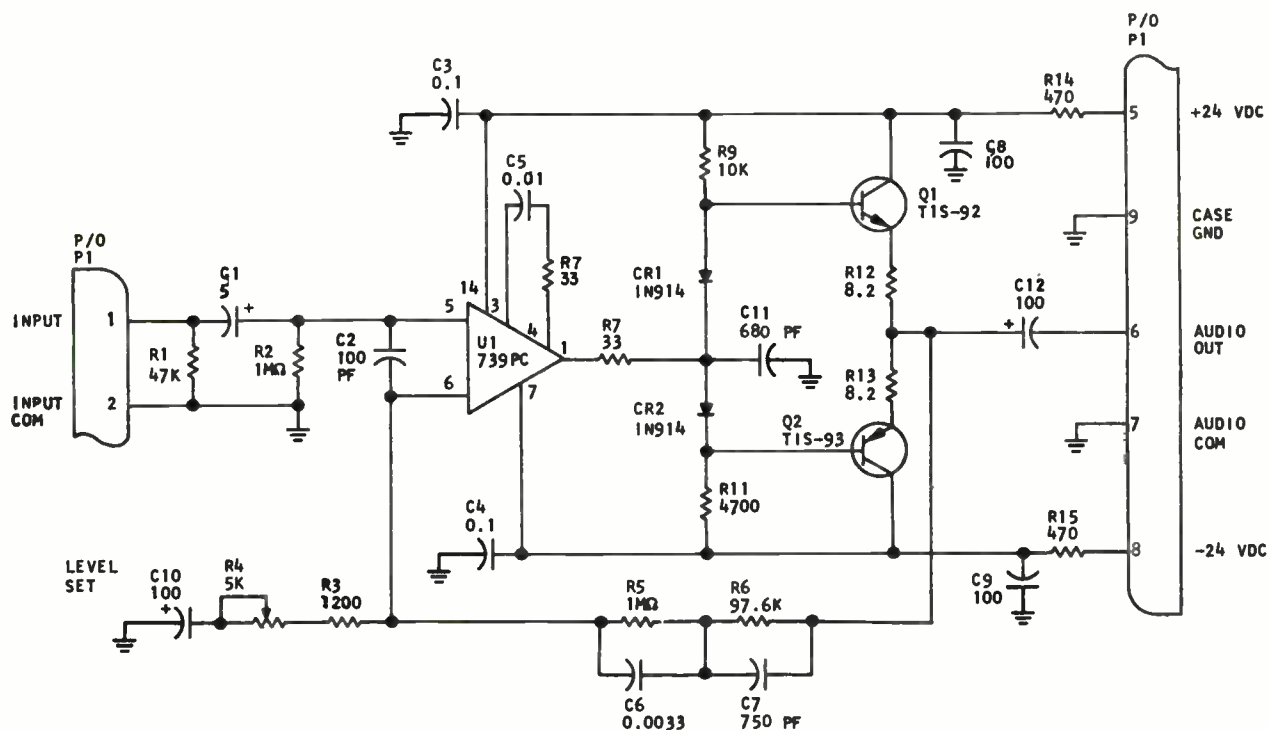 P/O
P1
C3
0.1
R14
470
5
+24 VDC
R9
10K
C8
100
C5
0.01
Q1
TIS-92
9
CASE
GND
P/O
P1
C1
5
+
14
3
R7
33
CR1
1N914
R12
8.2
C12
100
+
INPUT
1
5
4
R7
33
C11
680 PF
6
AUDIO
OUT
R1
47K
R2
1MΩ
C2
100
PF
U1
739PC
1
INPUT
COM
2
6
7
CR2
1N914
R13
8.2
Q2
TIS-93
7
AUDIO
COM
C4
0.1
R11
4700
R15
470
8
-24 VDC
LEVEL
SET
C10
100
+
R4
5K
R3
1200
R5
1MΩ
R6
97.6K
C9
100
C6
0.0033
C7
750 PF